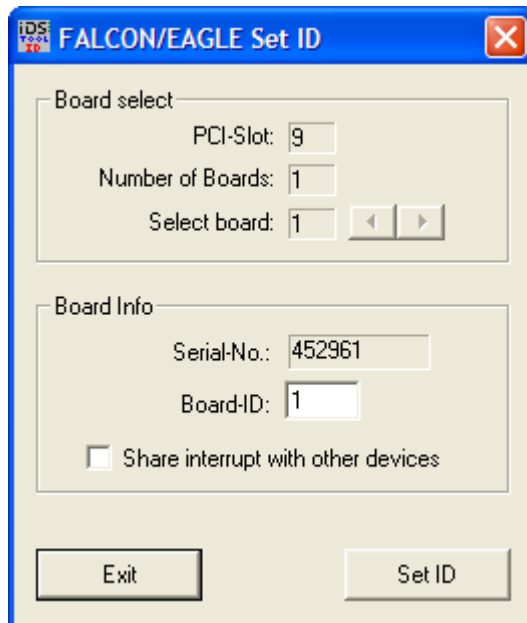 iDS
TOOL
ID
FALCON/EAGLE Set ID
Board select
PCI-Slot: 9
Number of Boards: 1
Select board: 1
Board Info
Serial-No.: 452961
Board-ID: 1
Share interrupt with other devices
Exit Set ID